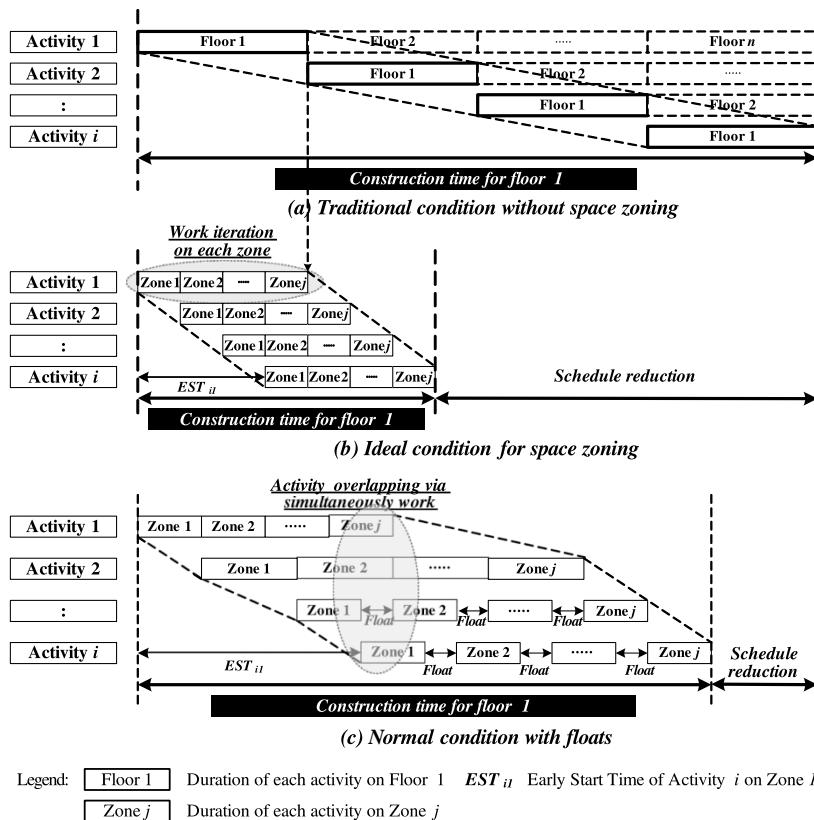 Activity 1 Floor 1 Floor 2 ..... Floor n
Activity 2 Floor 1 Floor 2 .....
: Floor 1 Floor 2
Activity i Floor 1
Construction time for floor 1
(a) Traditional condition without space zoning
Work iteration
on each zone
Activity 1 Zone 1 Zone 2 ..... Zone j
Activity 2 Zone 1 Zone 2 ..... Zone j
: Zone 1 Zone 2 ..... Zone j
Activity i Zone 1 Zone 2 ..... Zone j
EST i1
Schedule reduction
Construction time for floor 1
(b) Ideal condition for space zoning
Activity overlapping via
simultaneously work
Activity 1 Zone 1 Zone 2 ..... Zone j
Activity 2 Zone 1 Zone 2 ..... Zone j
: Zone 1 Float Zone 2 Float ..... Float Zone j
Activity i Zone 1 Float Zone 2 Float ..... Float Zone j
EST i1
Schedule
reduction
Construction time for floor 1
(c) Normal condition with floats
Legend: Floor 1 Duration of each activity on Floor 1 EST i1 Early Start Time of Activity i on Zone 1
Zone j Duration of each activity on Zone j